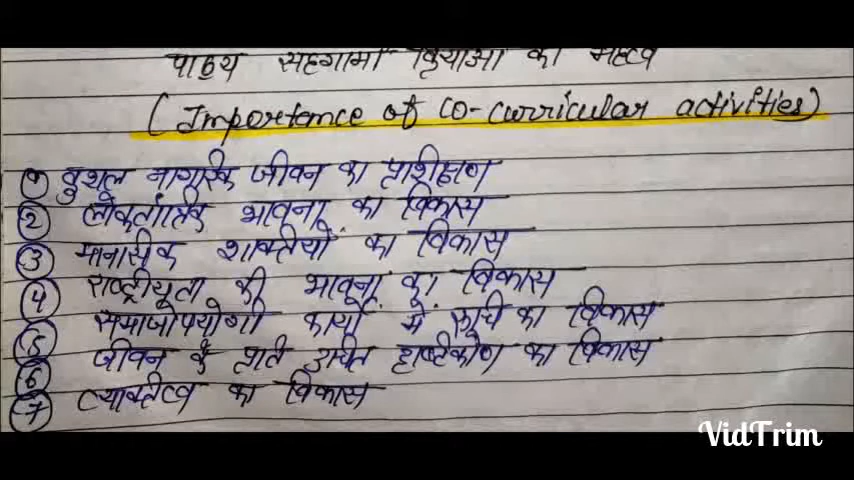 पाठ्य सहगामी क्रियाओं का महत्व
(Importence of co-curricular activities)
1 कुशल नागरिक जीवन का प्रशिक्षण
2 लोकतांत्रिक भावना का विकास
3 मानसिक शक्तियों का विकास
4 राष्ट्रीयता की भावना का विकास
5 समाजोपयोगी कार्यों में रूचि का विकास
6 जीवन के प्रति उचित दृष्टिकोण का विकास
7 व्यक्तित्व का विकास
VidTrim